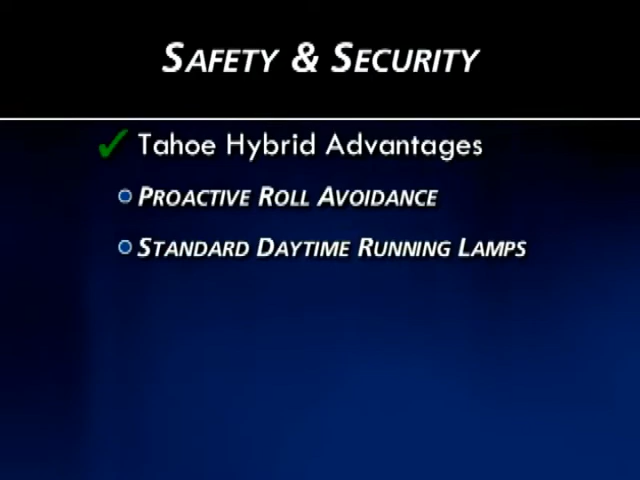 SAFETY & SECURITY
Tahoe Hybrid Advantages
PROACTIVE ROLL AVOIDANCE
STANDARD DAYTIME RUNNING LAMPS